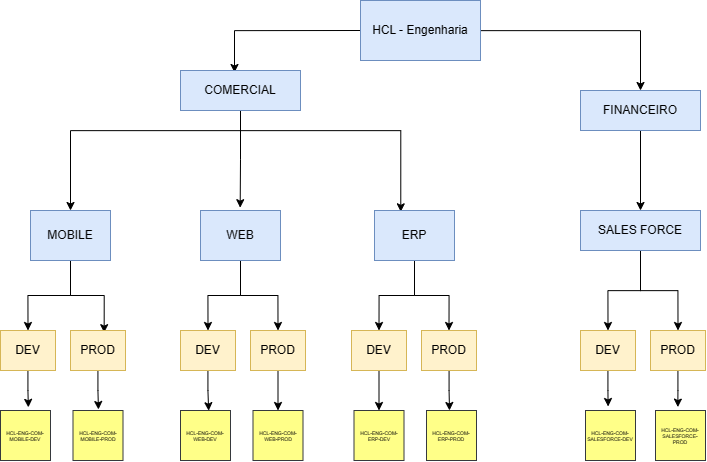 HCL - Engenharia
COMERCIAL
FINANCEIRO
MOBILE
WEB
ERP
SALES FORCE
DEV
PROD
DEV
PROD
DEV
PROD
DEV
PROD
HCL-ENG-COM-
MOBILE-DEV
HCL-ENG-COM-
MOBILE-PROD
HCL-ENG-COM-
WEB-DEV
HCL-ENG-COM-
WEB-PROD
HCL-ENG-COM-
ERP-DEV
HCL-ENG-COM-
ERP-PROD
HCL-ENG-COM-
SALESFORCE-DEV
HCL-ENG-COM-
SALESFORCE-
PROD